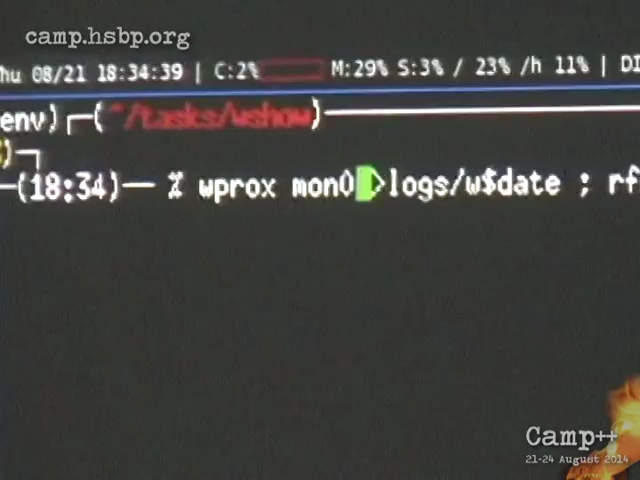 camp.hsbp.org
hu 08/21 18:34:39 | C:2% M:29% S:3% / 23% /h 11% | DI
env)┌─(~/tasks/wshow)
)─┐
─(18:34)── % wprox mon0 >logs/w$date ; rf
Camp++
21-24 August 2014